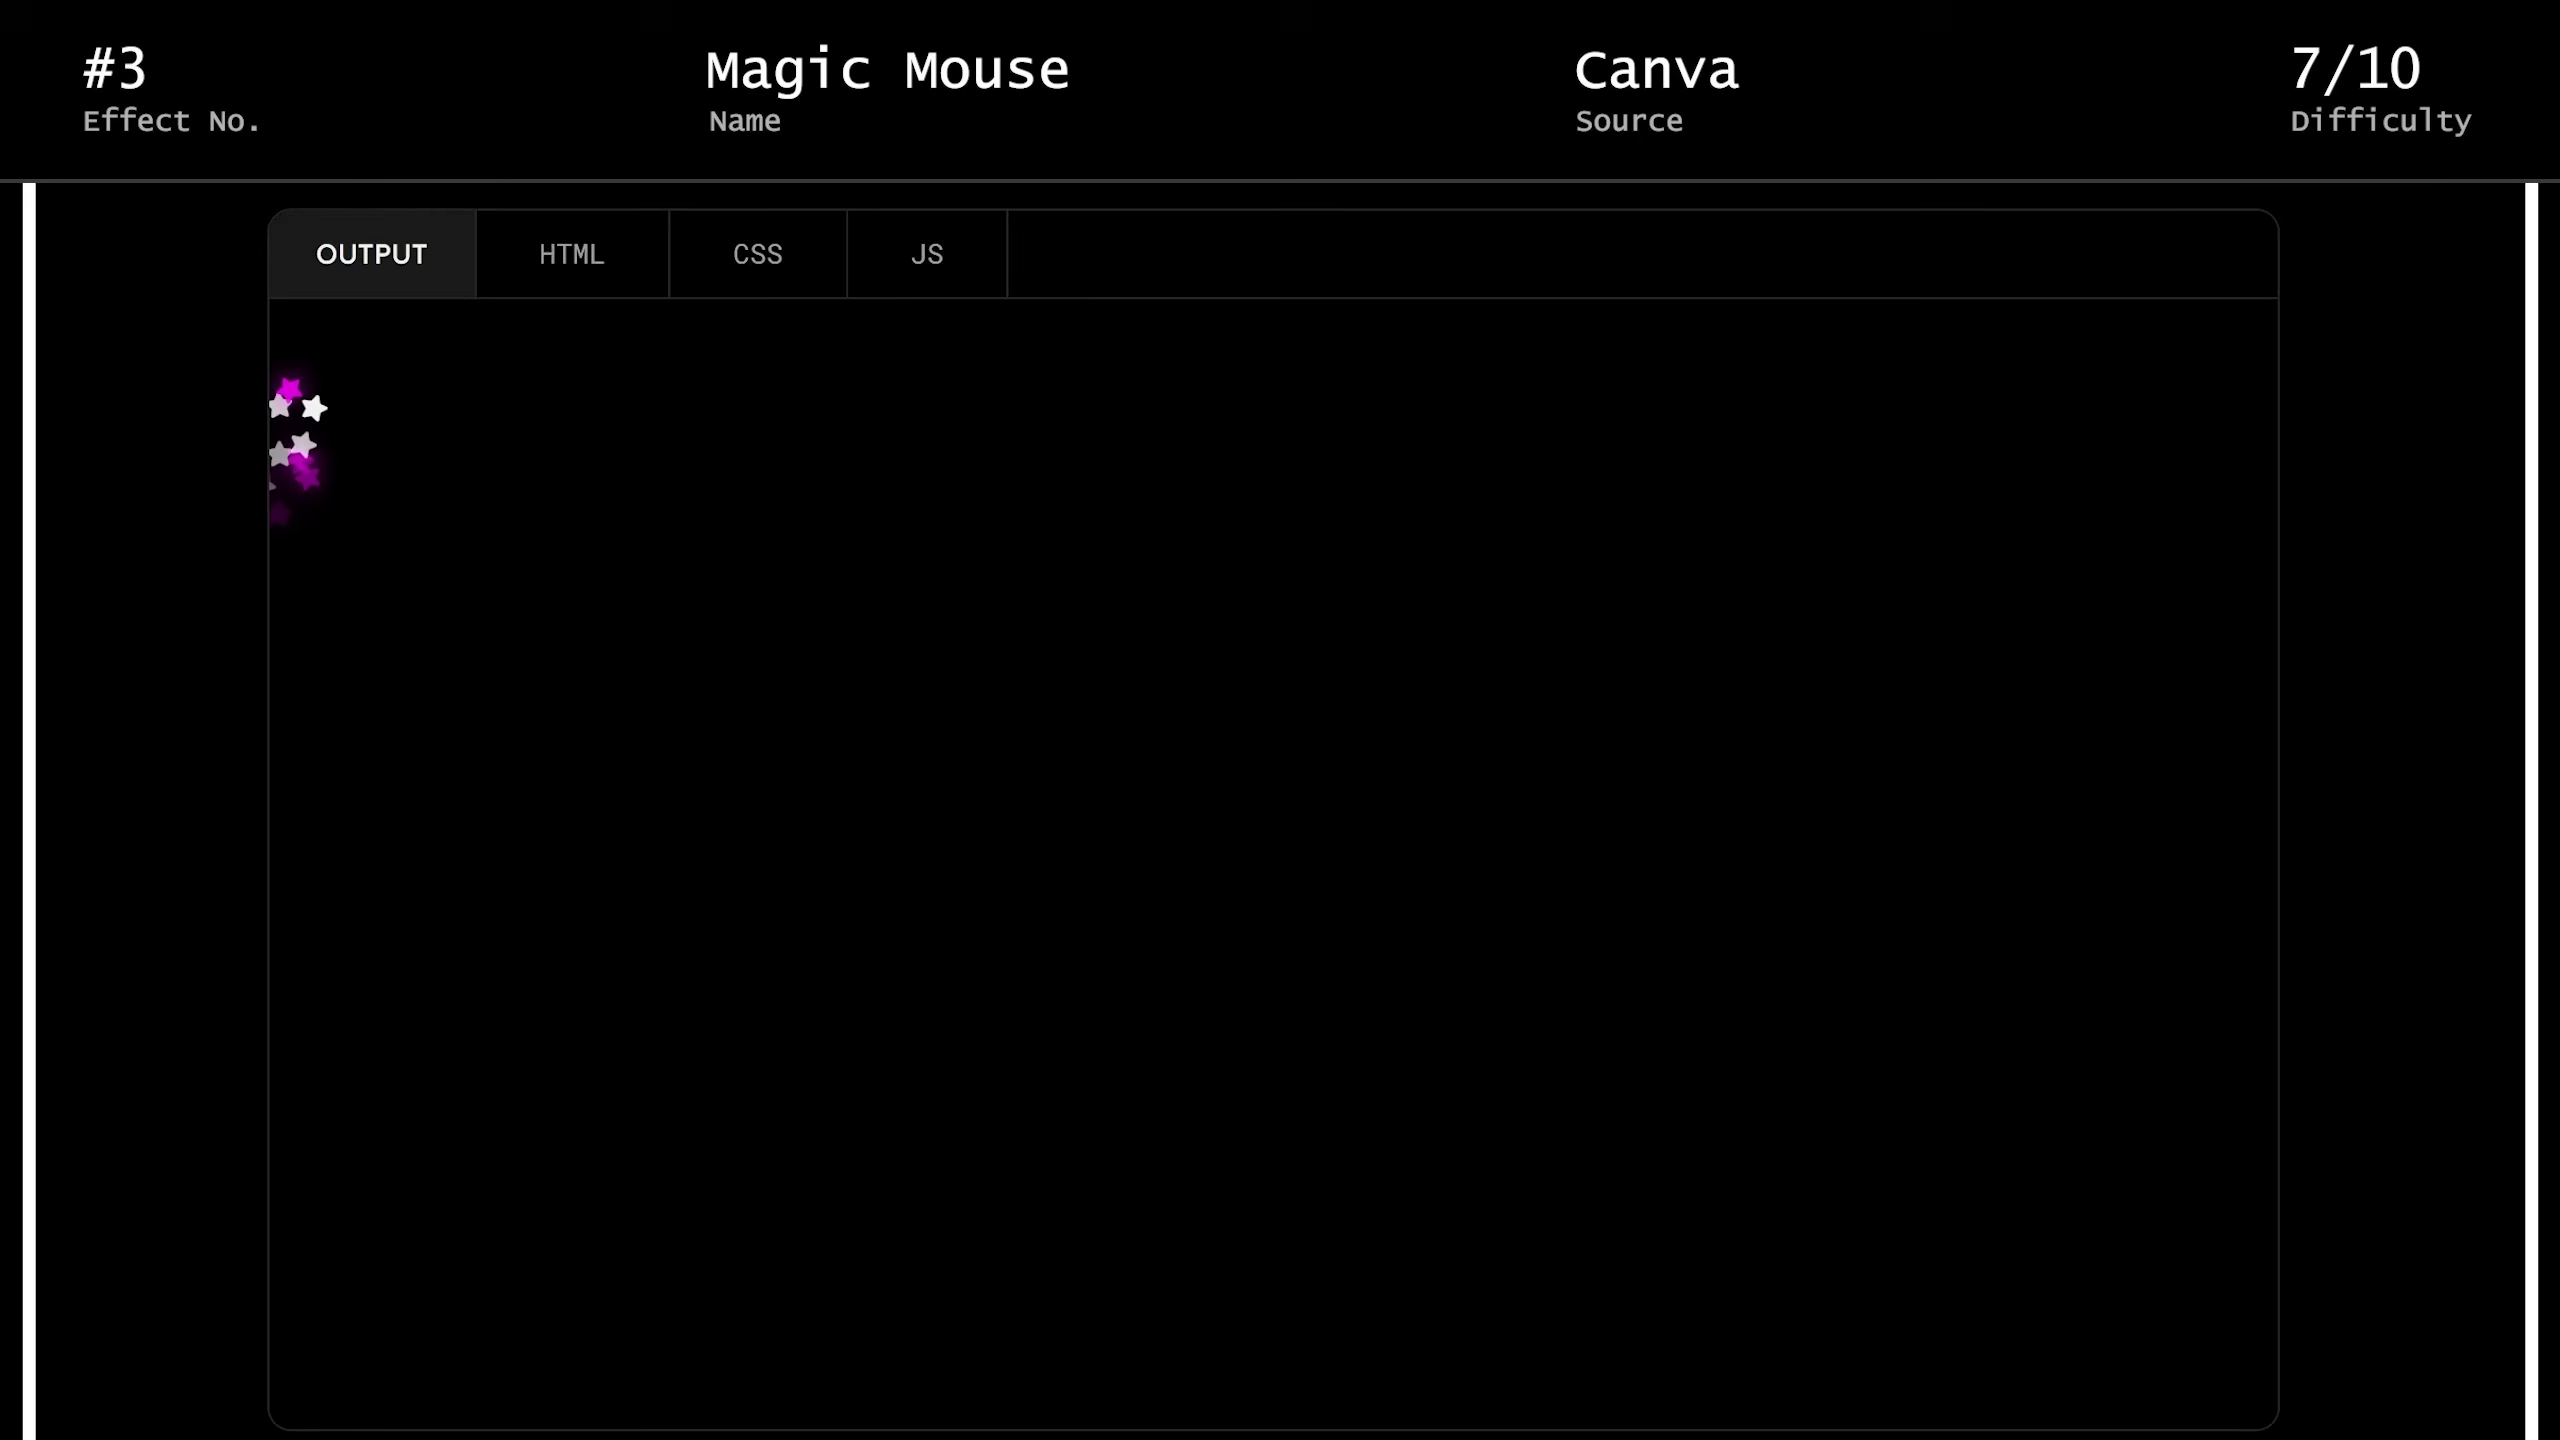 #3
Effect No.
Magic Mouse
Name
Canva
Source
7/10
Difficulty
OUTPUT
HTML
CSS
JS